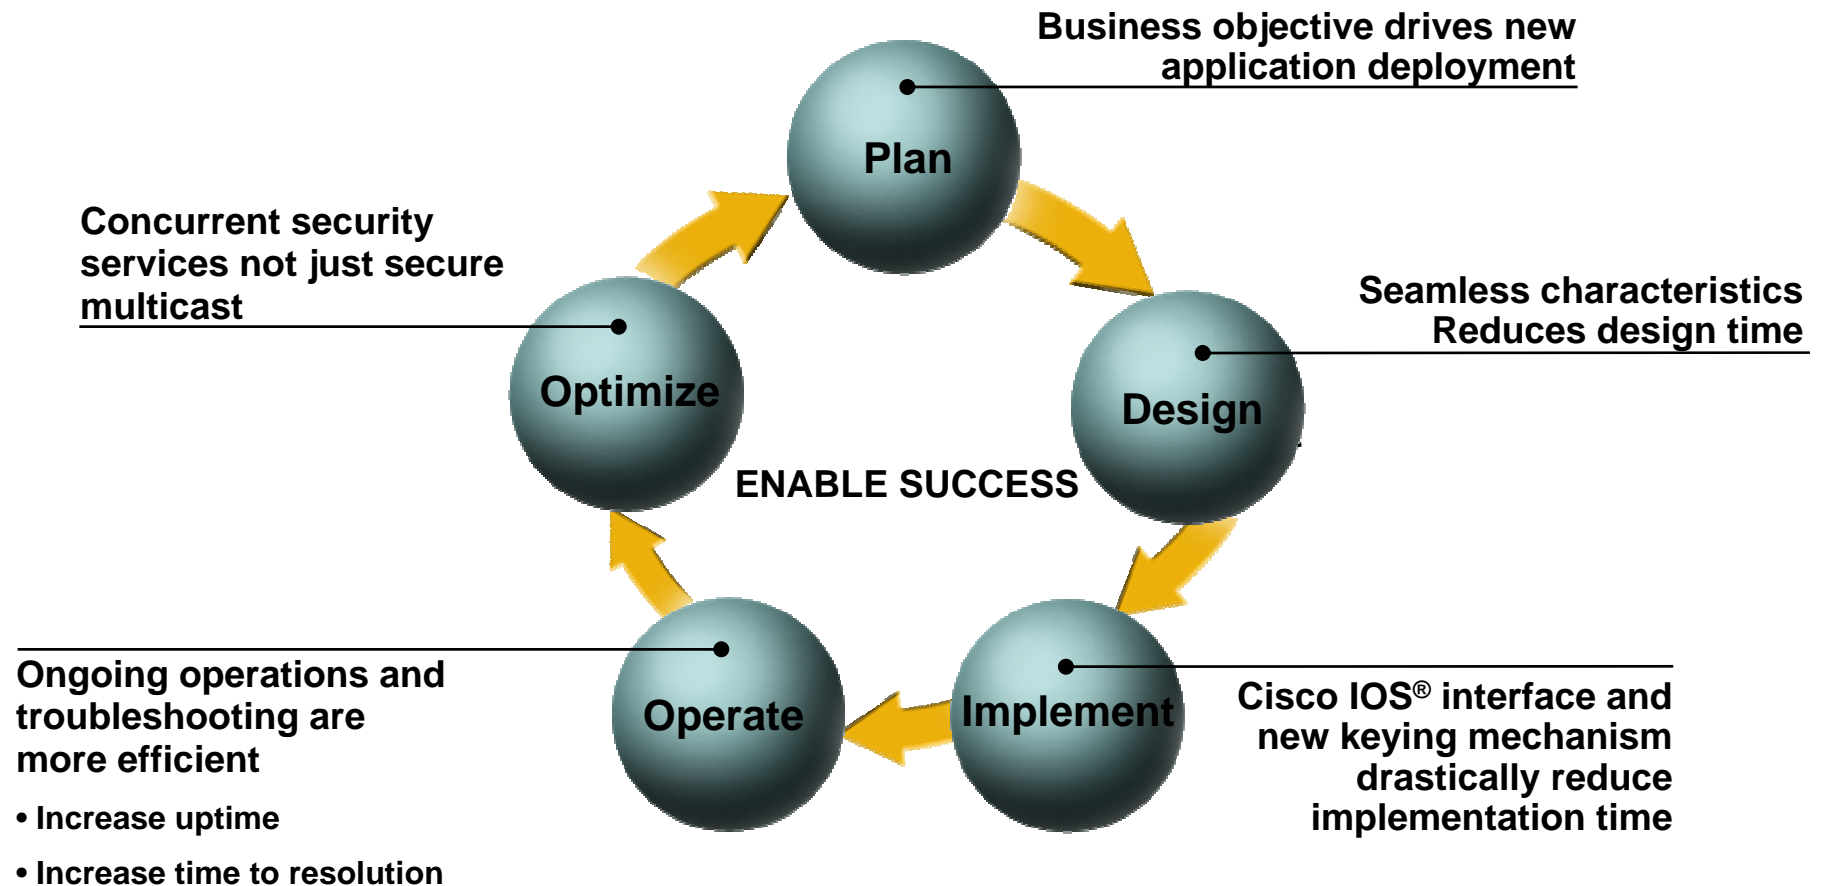 Business objective drives new
application deployment
Plan
Concurrent security
services not just secure
multicast
Seamless characteristics
Reduces design time
Optimize
Design
ENABLE SUCCESS
Ongoing operations and
troubleshooting are
more efficient
• Increase uptime
• Increase time to resolution
Operate
Implement
Cisco IOS® interface and
new keying mechanism
drastically reduce
implementation time